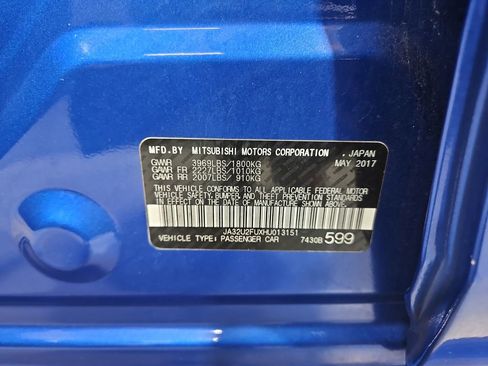 MFD.BY MITSUBISHI MOTORS CORPORATION , JAPAN
GVWR 3969LBS/1800KG MAY 2017
GAWR FR 2227LBS/1010KG
GAWR RR 2007LBS/ 910KG
THIS VEHICLE CONFORMS TO ALL APPLICABLE FEDERAL MOTOR
VEHICLE SAFETY,BUMPER AND THEFT PREVENTION STANDARDS
IN EFFECT ON THE DATE OF MANUFACTURE SHOWN ABOVE.
JA32U2FUXHU013151
VEHICLE TYPE: PASSENGER CAR 7430B 599